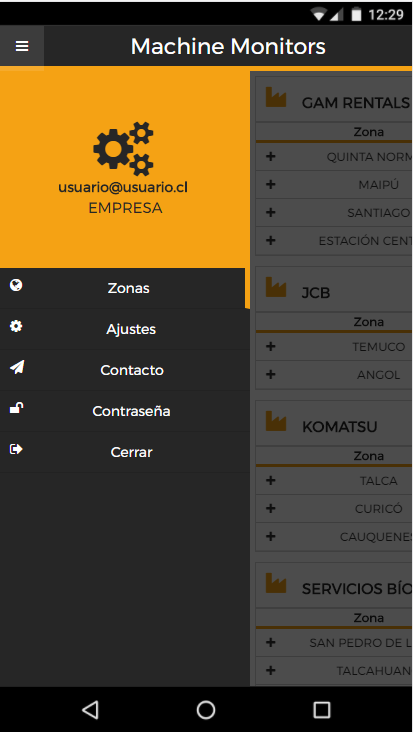 12:29
Machine Monitors
usuario@usuario.cl
EMPRESA
Zonas
Ajustes
Contacto
Contraseña
Cerrar
GAM RENTALS
Zona
QUINTA NORM
MAIPÚ
SANTIAGO
ESTACIÓN CENT
JCB
Zona
TEMUCO
ANGOL
KOMATSU
Zona
TALCA
CURICÓ
CAUQUENES
SERVICIOS BÍO
Zona
SAN PEDRO DE L
TALCAHUAN